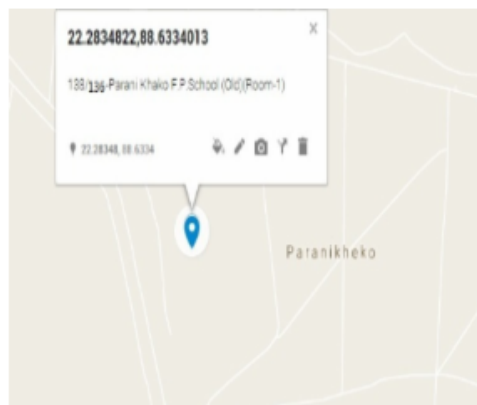 22.2834822,88.6334013
138/136-Parani Khako F.P.School (Old)(Room-1)
22.28348, 88.6334
Paranikheko